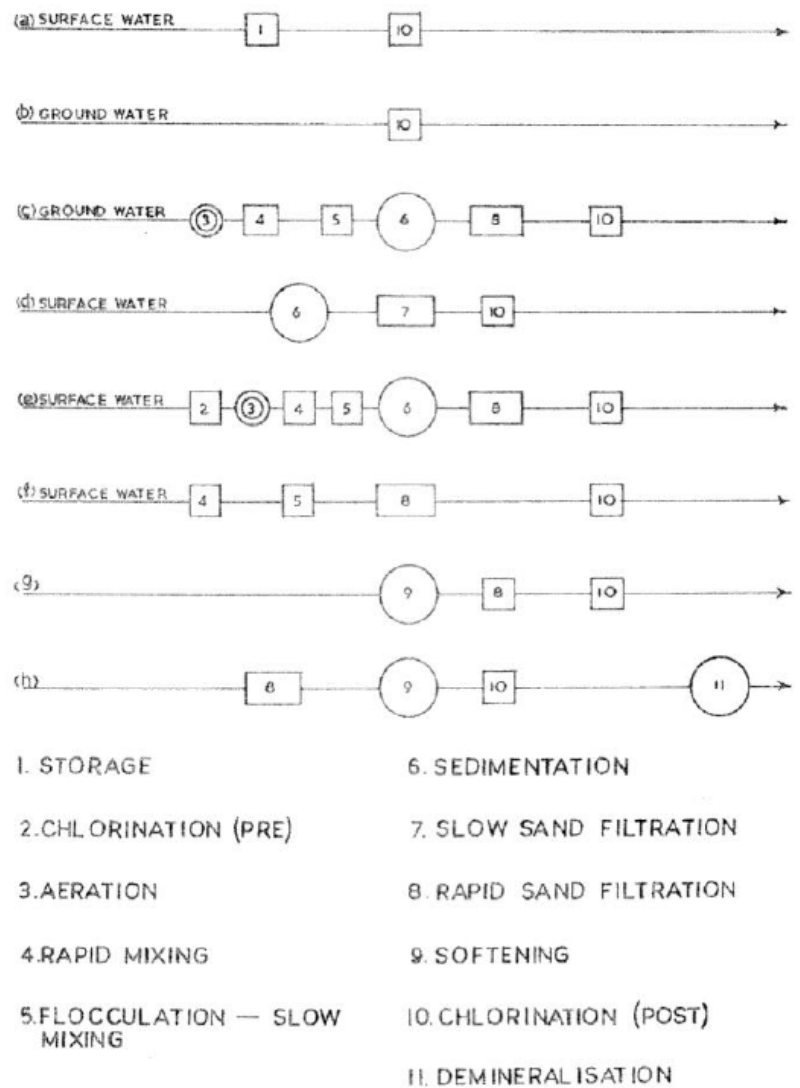 (a) SURFACE WATER 1 10
(b) GROUND WATER 10
(c) GROUND WATER 3 4 5 6 8 10
(d) SURFACE WATER 6 7 10
(e) SURFACE WATER 2 3 4 5 6 8 10
(f) SURFACE WATER 4 5 8 10
(g) 9 8 10
(h) 8 9 10 11
1. STORAGE
2. CHLORINATION (PRE)
3. AERATION
4. RAPID MIXING
5. FLOCCULATION — SLOW
MIXING
6. SEDIMENTATION
7. SLOW SAND FILTRATION
8. RAPID SAND FILTRATION
9. SOFTENING
10. CHLORINATION (POST)
11. DEMINERALISATION